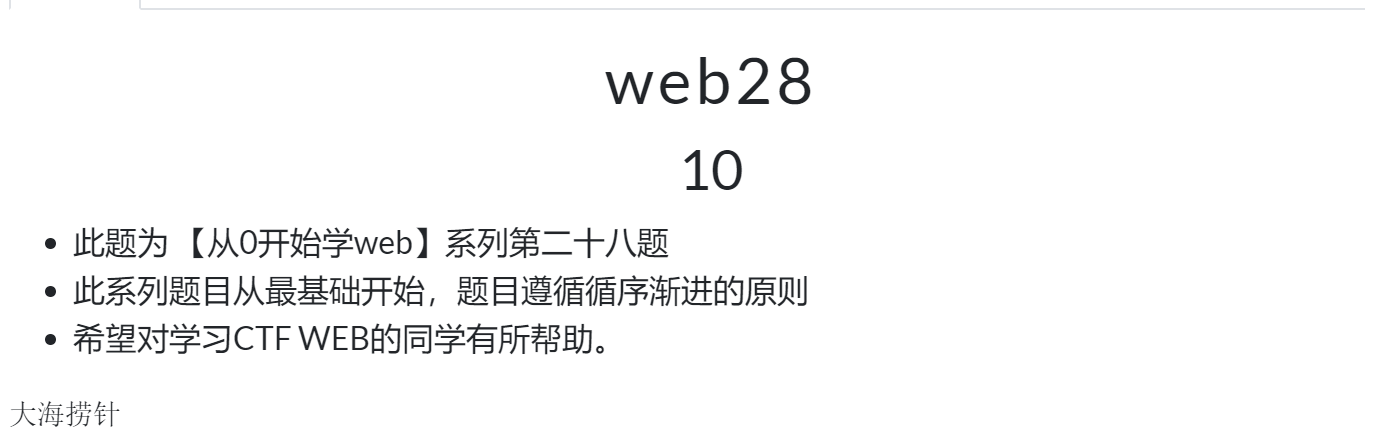 web28
10
此题为 【从0开始学web】系列第二十八题
此系列题目从最基础开始，题目遵循循序渐进的原则
希望对学习CTF WEB的同学有所帮助。
大海捞针